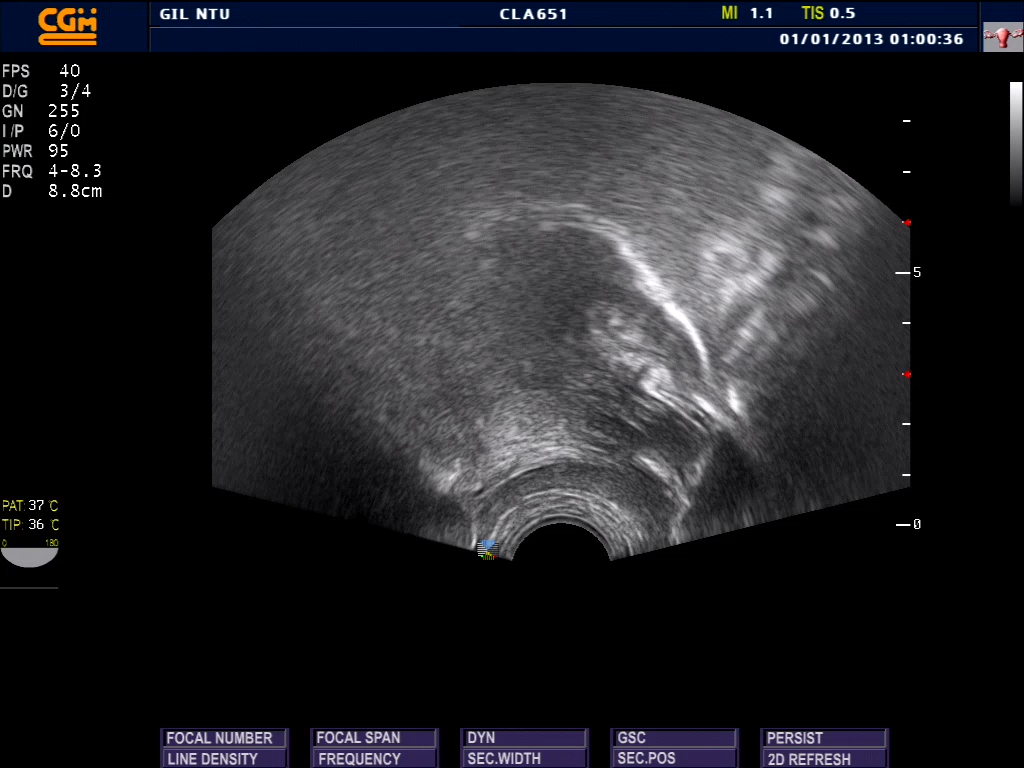 CGM
GIL NTU CLA651 MI 1.1 TIS 0.5
01/01/2013 01:00:36
FPS 40
D/G 3/4
GN 255
I/P 6/0
PWR 95
FRQ 4-8.3
D 8.8cm
5
PAT: 37 °C
TIP: 36 °C
0 180
0
FOCAL NUMBER FOCAL SPAN DYN GSC PERSIST
LINE DENSITY FREQUENCY SEC.WIDTH SEC.POS 2D REFRESH